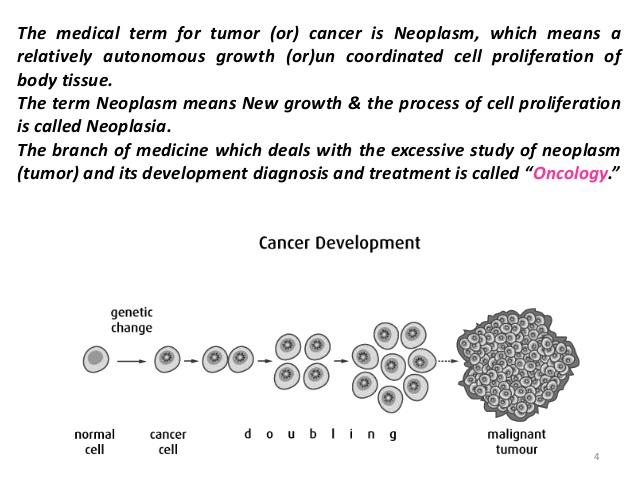 The medical term for tumor (or) cancer is Neoplasm, which means a
relatively autonomous growth (or)un coordinated cell proliferation of
body tissue.
The term Neoplasm means New growth & the process of cell proliferation
is called Neoplasia.
The branch of medicine which deals with the excessive study of neoplasm
(tumor) and its development diagnosis and treatment is called “Oncology.”
Cancer Development
genetic
change
normal
cell
cancer
cell
d o u b l i n g
malignant
tumour
4